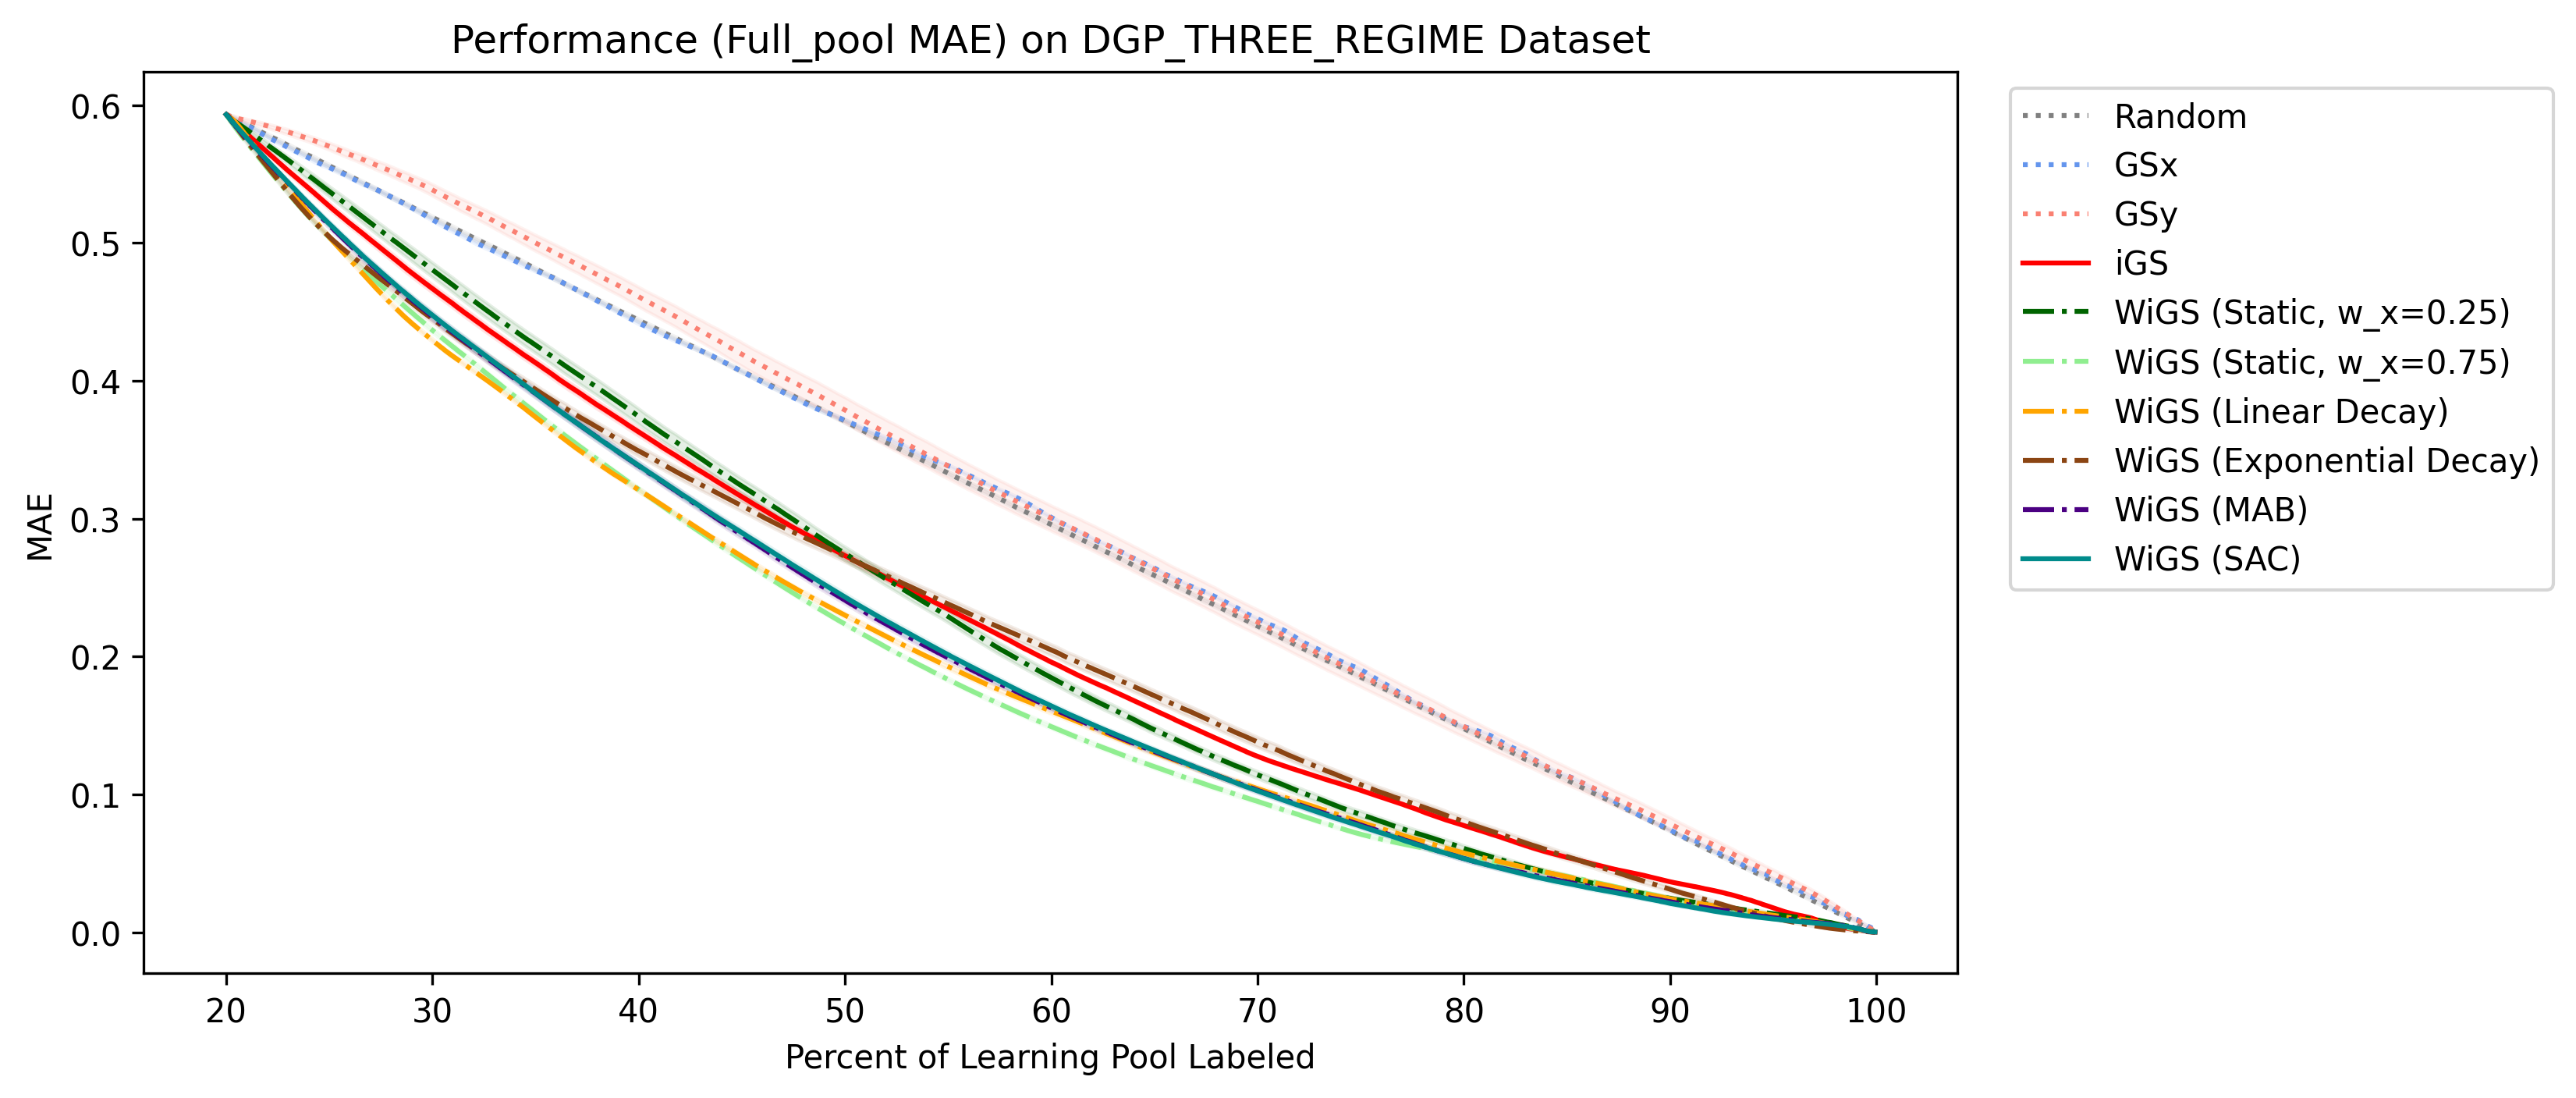 Performance (Full_pool MAE) on DGP_THREE_REGIME Dataset
MAE
0.6
0.5
0.4
0.3
0.2
0.1
0.0
20 30 40 50 60 70 80 90 100
Percent of Learning Pool Labeled
Random
GSx
GSy
iGS
WiGS (Static, w_x=0.25)
WiGS (Static, w_x=0.75)
WiGS (Linear Decay)
WiGS (Exponential Decay)
WiGS (MAB)
WiGS (SAC)